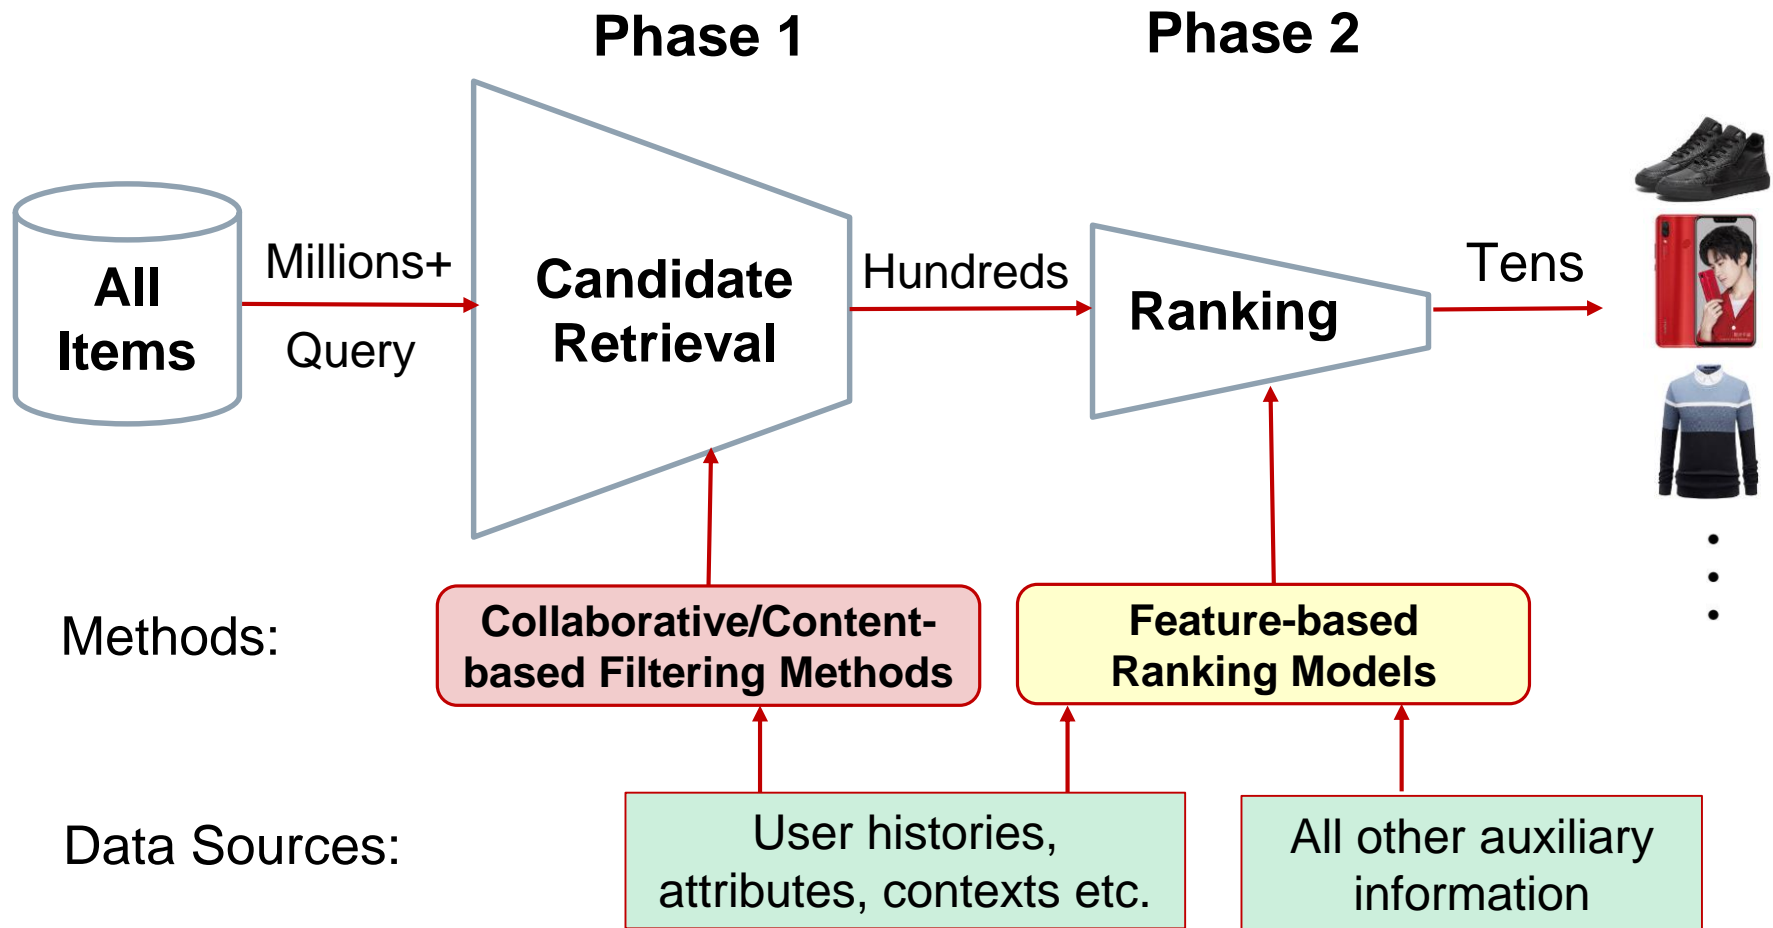 Phase 1
Phase 2
All
Items
Millions+
Query
Candidate
Retrieval
Hundreds
Ranking
Tens
Methods:
Collaborative/Content-
based Filtering Methods
Feature-based
Ranking Models
Data Sources:
User histories,
attributes, contexts etc.
All other auxiliary
information